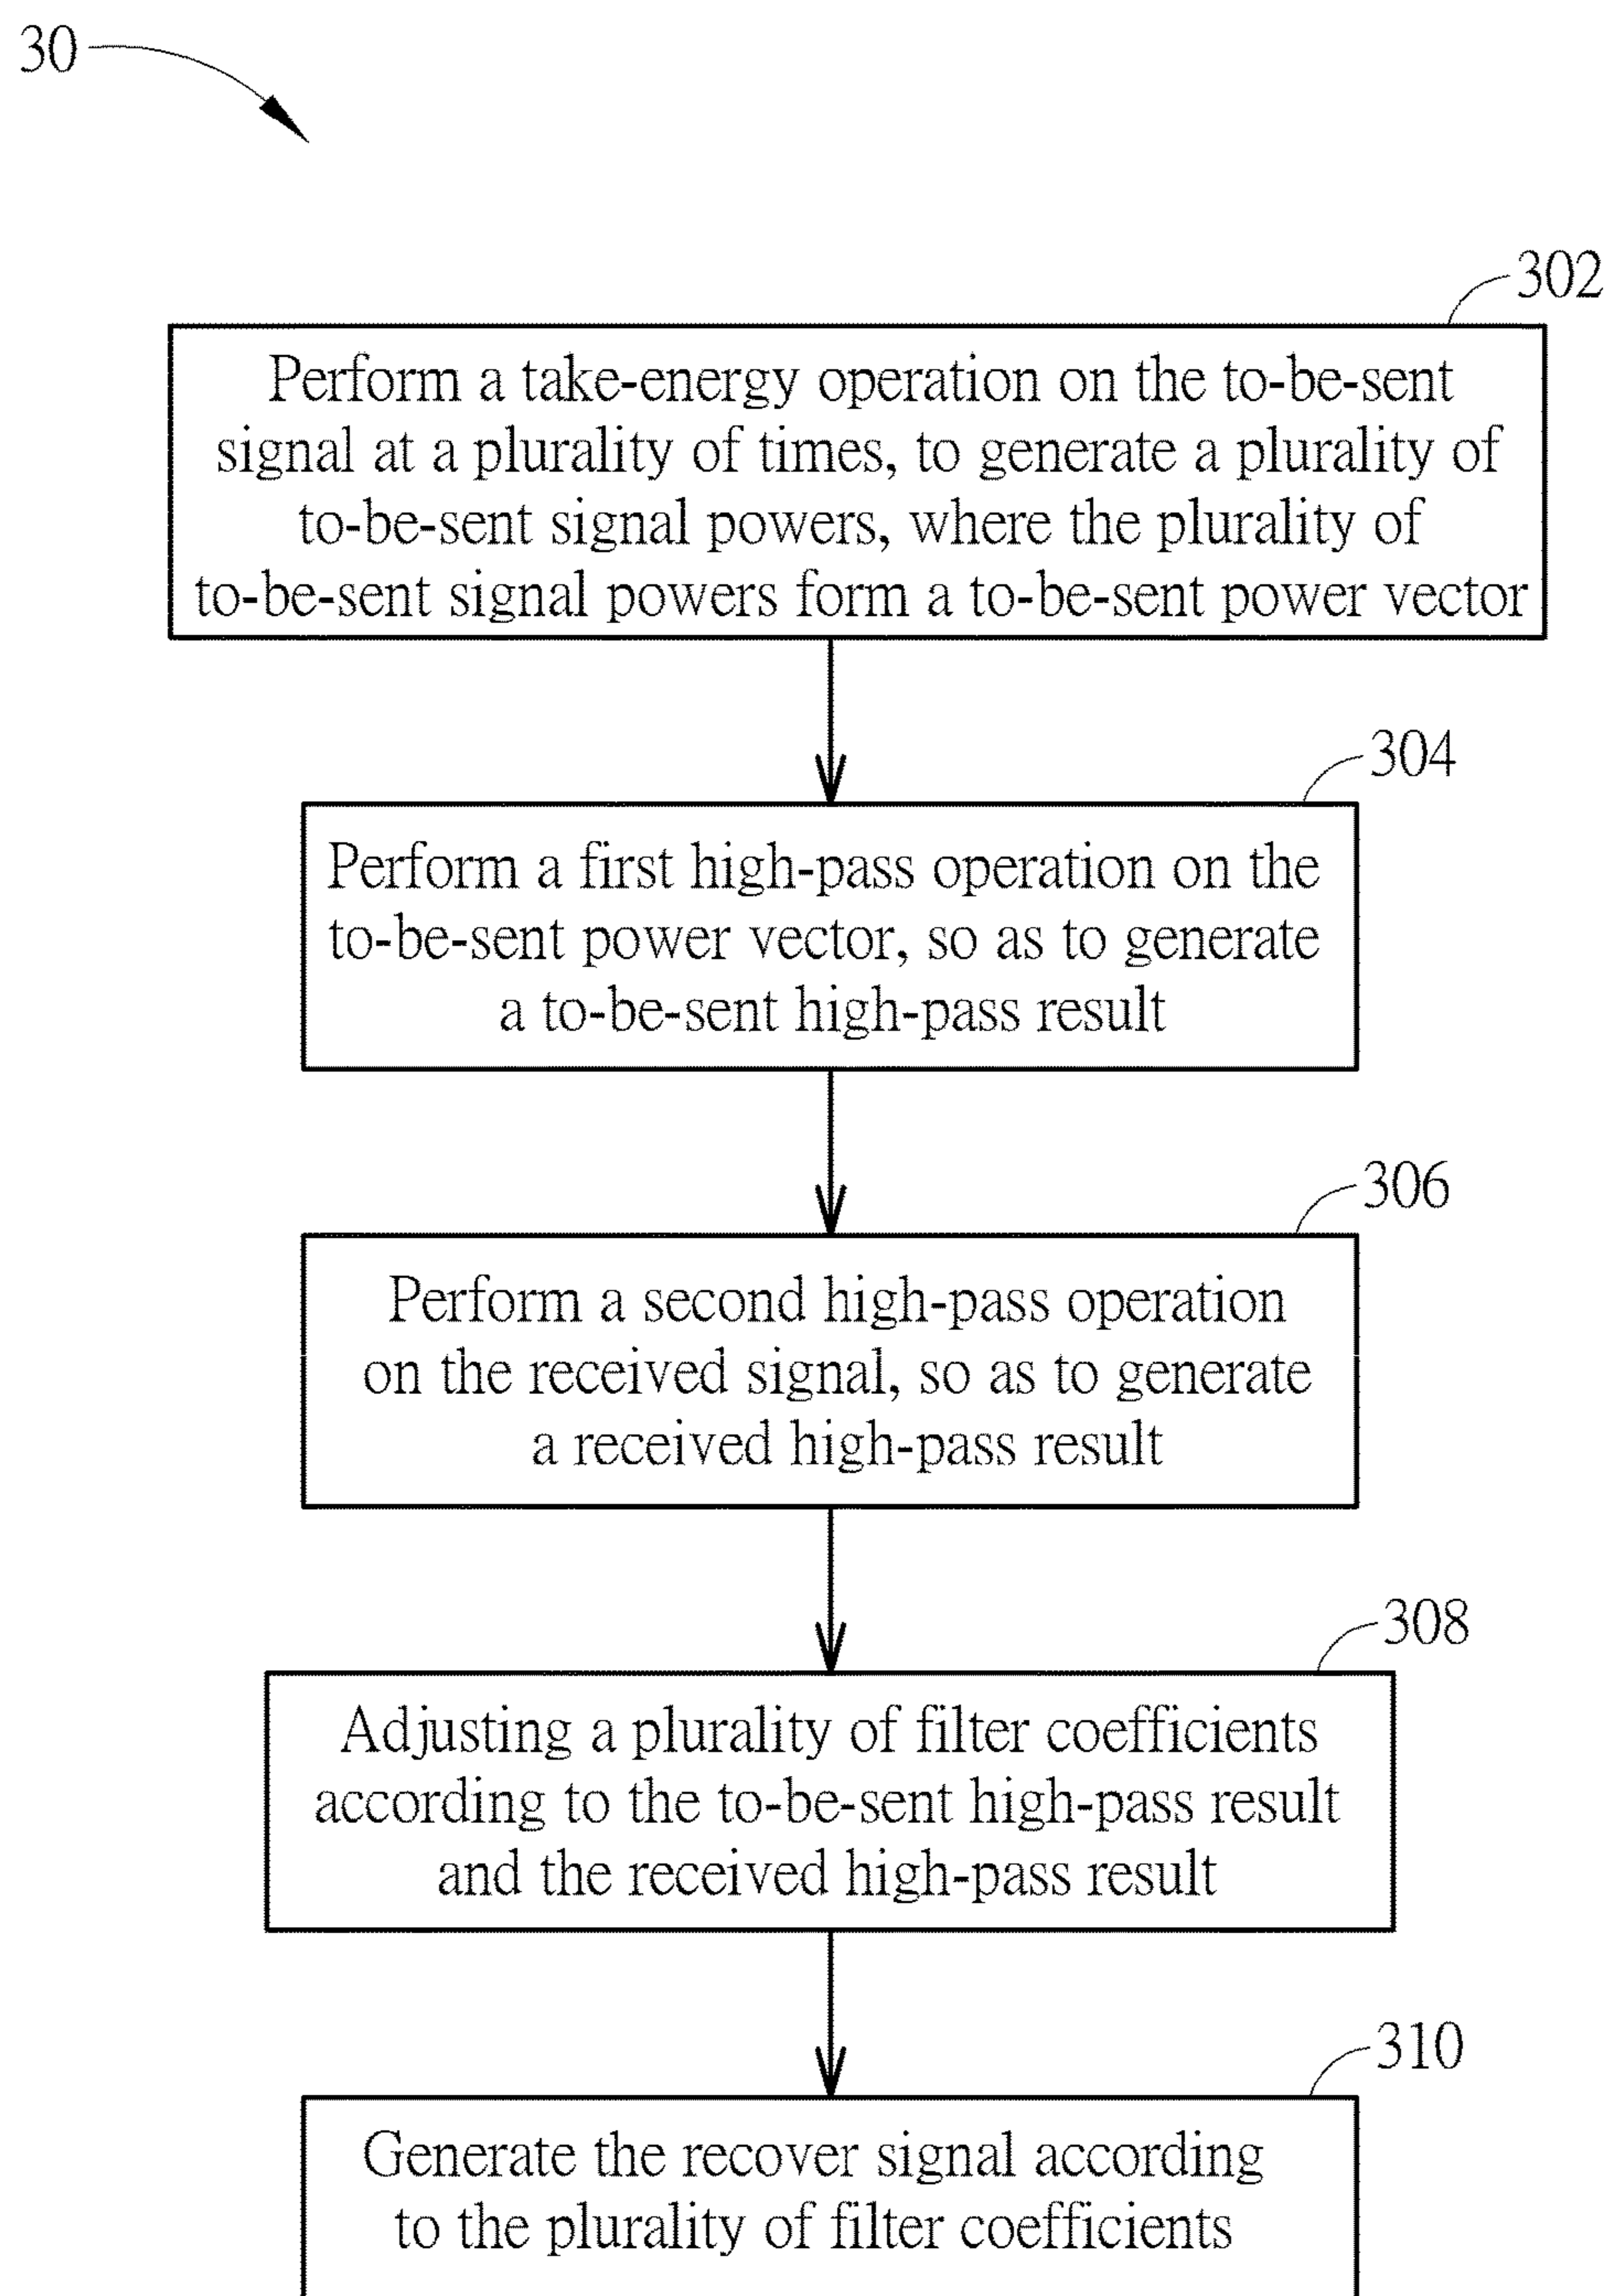 30
302
Perform a take-energy operation on the to-be-sent
signal at a plurality of times, to generate a plurality of
to-be-sent signal powers, where the plurality of
to-be-sent signal powers form a to-be-sent power vector
304
Perform a first high-pass operation on the
to-be-sent power vector, so as to generate
a to-be-sent high-pass result
306
Perform a second high-pass operation
on the received signal, so as to generate
a received high-pass result
308
Adjusting a plurality of filter coefficients
according to the to-be-sent high-pass result
and the received high-pass result
310
Generate the recover signal according
to the plurality of filter coefficients